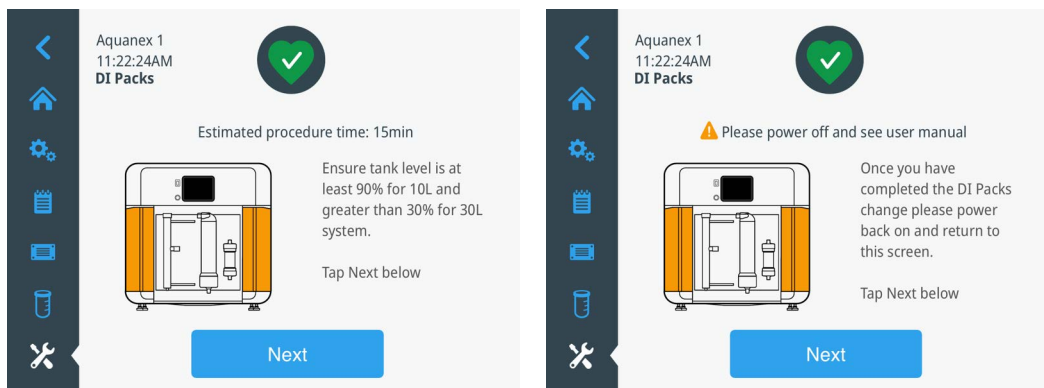 Aquanex 1
11:22:24AM
DI Packs
Estimated procedure time: 15min
Ensure tank level is at
least 90% for 10L and
greater than 30% for 30L
system.
Tap Next below
Next
Aquanex 1
11:22:24AM
DI Packs
Please power off and see user manual
Once you have
completed the DI Packs
change please power
back on and return to
this screen.
Tap Next below
Next